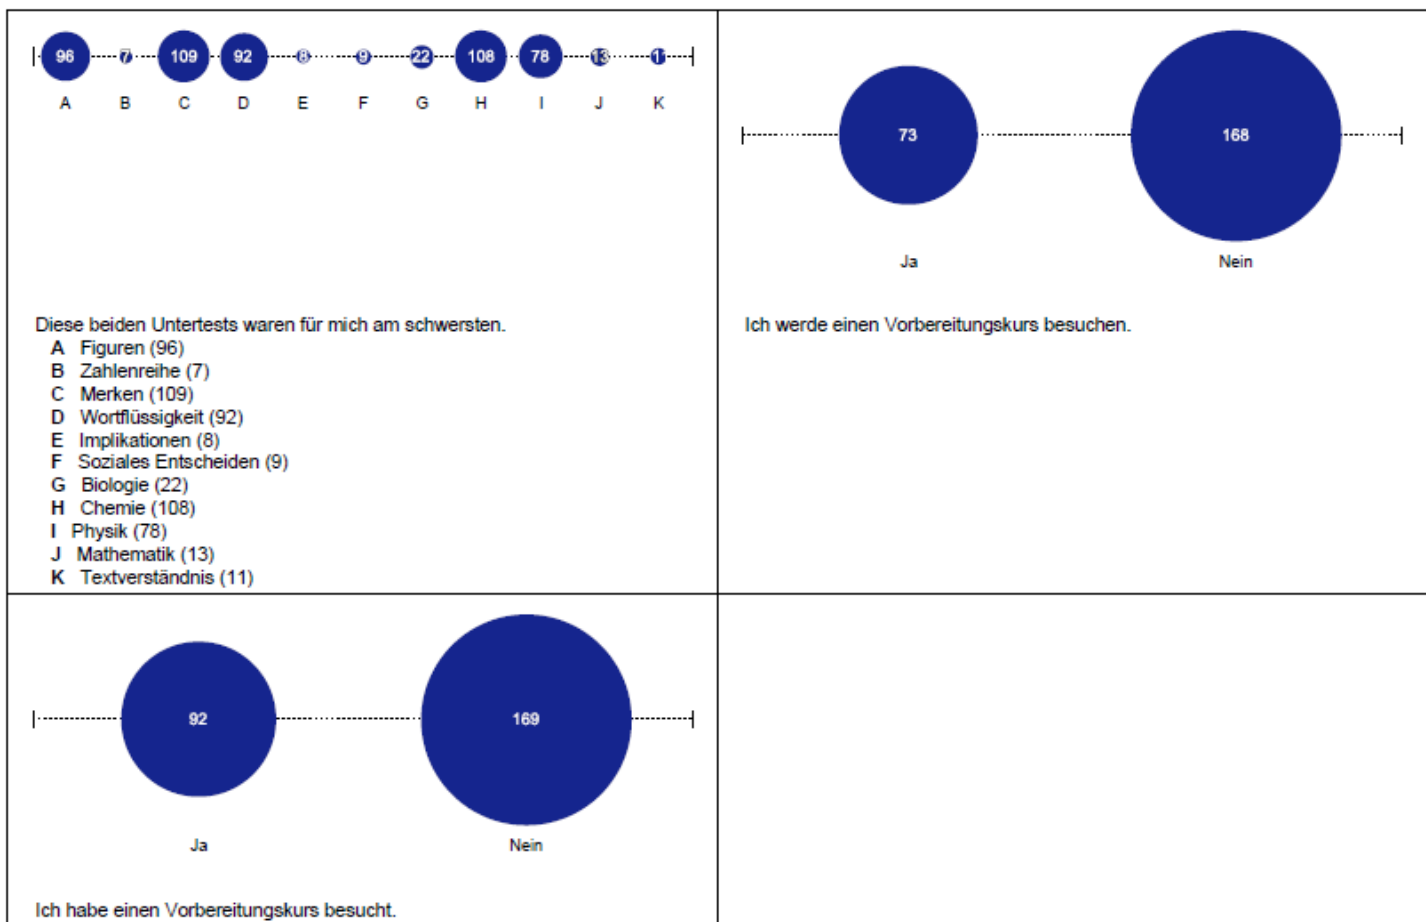 96 7 109 92 8 9 22 108 78 13 11
A B C D E F G H I J K
Diese beiden Untertests waren für mich am schwersten.
A Figuren (96)
B Zahlenreihe (7)
C Merken (109)
D Wortflüssigkeit (92)
E Implikationen (8)
F Soziales Entscheiden (9)
G Biologie (22)
H Chemie (108)
I Physik (78)
J Mathematik (13)
K Textverständnis (11)
73 168
Ja Nein
Ich werde einen Vorbereitungskurs besuchen.
92 169
Ja Nein
Ich habe einen Vorbereitungskurs besucht.